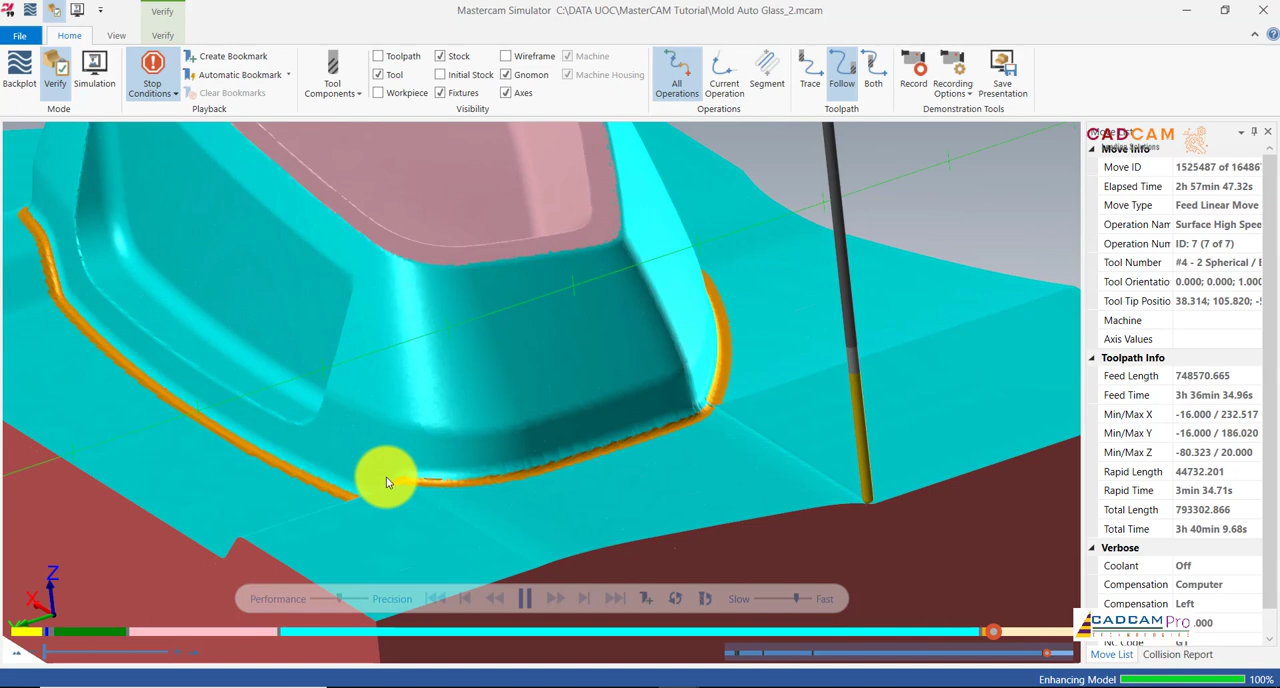 Verify
Mastercam Simulator  C:\DATA UOC\MasterCAM Tutorial\Mold Auto Glass_2.mcam
File
Home
View
Verify
Backplot
Verify
Simulation
Mode
Stop Conditions
Create Bookmark
Automatic Bookmark
Clear Bookmarks
Playback
Tool Components
Toolpath
Stock
Wireframe
Machine
Tool
Initial Stock
Gnomon
Machine Housing
Workpiece
Fixtures
Axes
Visibility
All Operations
Current Operation
Segment
Operations
Trace
Follow
Both
Toolpath
Record
Recording Options
Save Presentation
Demonstration Tools
CADCAM
Move Info
Move ID 1525487 of 16486
Elapsed Time 2h 57min 47.32s
Move Type Feed Linear Move
Operation Nam Surface High Spee
Operation Num ID: 7 (7 of 7)
Tool Number #4 - 2 Spherical / E
Tool Orientatio 0.000; 0.000; 1.000
Tool Tip Positio 38.314; 105.820; -5
Machine
Axis Values
Toolpath Info
Feed Length 748570.665
Feed Time 3h 36min 34.96s
Min/Max X -16.000 / 232.517
Min/Max Y -16.000 / 186.020
Min/Max Z -80.323 / 20.000
Rapid Length 44732.201
Rapid Time 3min 34.71s
Total Length 793302.866
Total Time 3h 40min 9.68s
Verbose
Coolant Off
Compensation Computer
Compensation Left
.000
CADCAMPro
TECHNOLOGIES
Move List
Collision Report
Z
X
Performance
Precision
Slow
Fast
Enhancing Model
100%